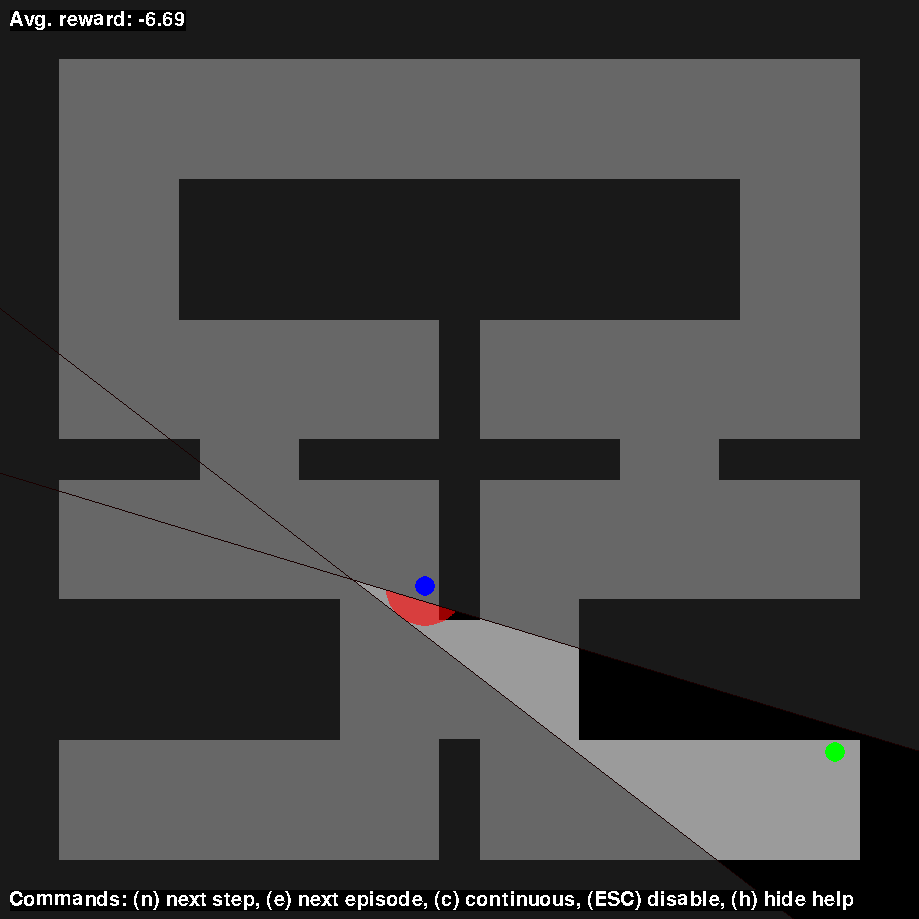 Avg. reward: -6.69
Commands: (n) next step, (e) next episode, (c) continuous, (ESC) disable, (h) hide help